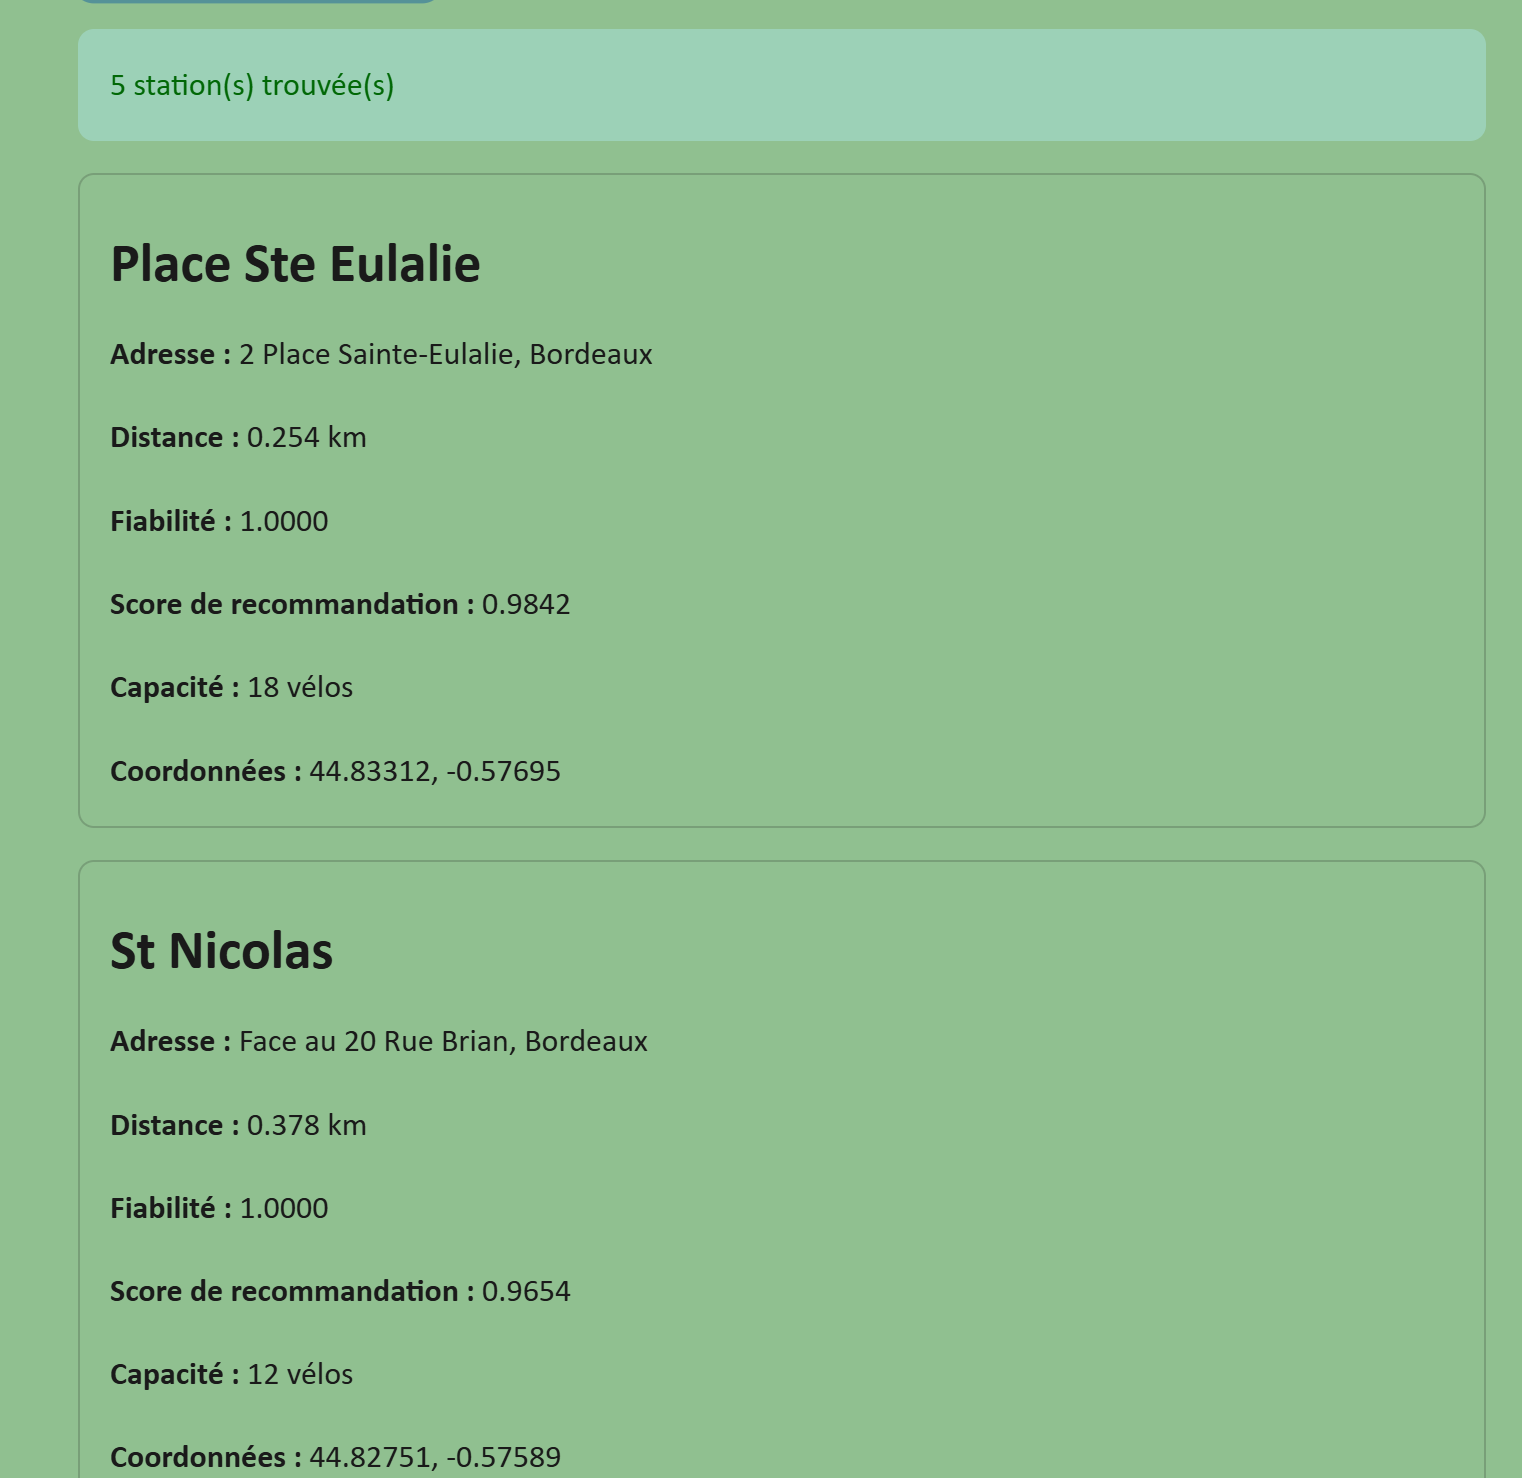 5 station(s) trouvée(s)
Place Ste Eulalie
Adresse : 2 Place Sainte-Eulalie, Bordeaux
Distance : 0.254 km
Fiabilité : 1.0000
Score de recommandation : 0.9842
Capacité : 18 vélos
Coordonnées : 44.83312, -0.57695
St Nicolas
Adresse : Face au 20 Rue Brian, Bordeaux
Distance : 0.378 km
Fiabilité : 1.0000
Score de recommandation : 0.9654
Capacité : 12 vélos
Coordonnées : 44.82751, -0.57589